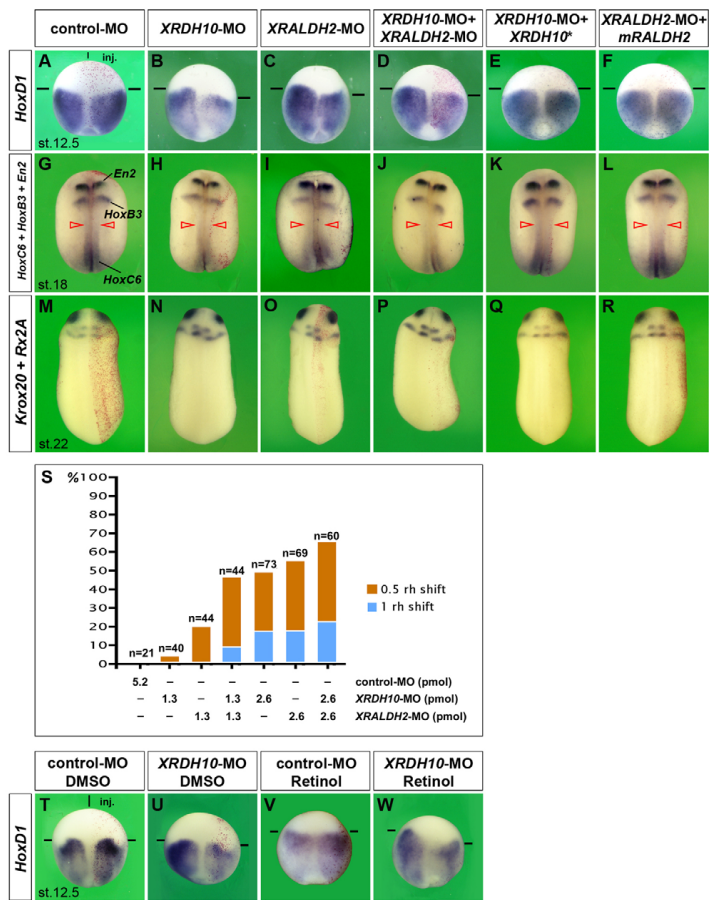 control-MO
XRDH10-MO
XRALDH2-MO
XRDH10-MO+
XRALDH2-MO
XRDH10-MO+
XRDH10*
XRALDH2-MO+
mRALDH2
HoxD1
A
inj.
st.12.5
B
C
D
E
F
HoxC6 + HoxB3 + En2
G
En2
HoxB3
HoxC6
st.18
H
I
J
K
L
Krox20 + Rx2A
M
st.22
N
O
P
Q
R
S
%
100
90
80
70
60
50
40
30
20
10
0
n=21
n=40
n=44
n=44
n=73
n=69
n=60
0.5 rh shift
1 rh shift
5.2 – – – – – – control-MO (pmol)
– 1.3 – 1.3 2.6 – 2.6 XRDH10-MO (pmol)
– – 1.3 1.3 – 2.6 2.6 XRALDH2-MO (pmol)
control-MO
DMSO
XRDH10-MO
DMSO
control-MO
Retinol
XRDH10-MO
Retinol
HoxD1
T
inj.
st.12.5
U
V
W